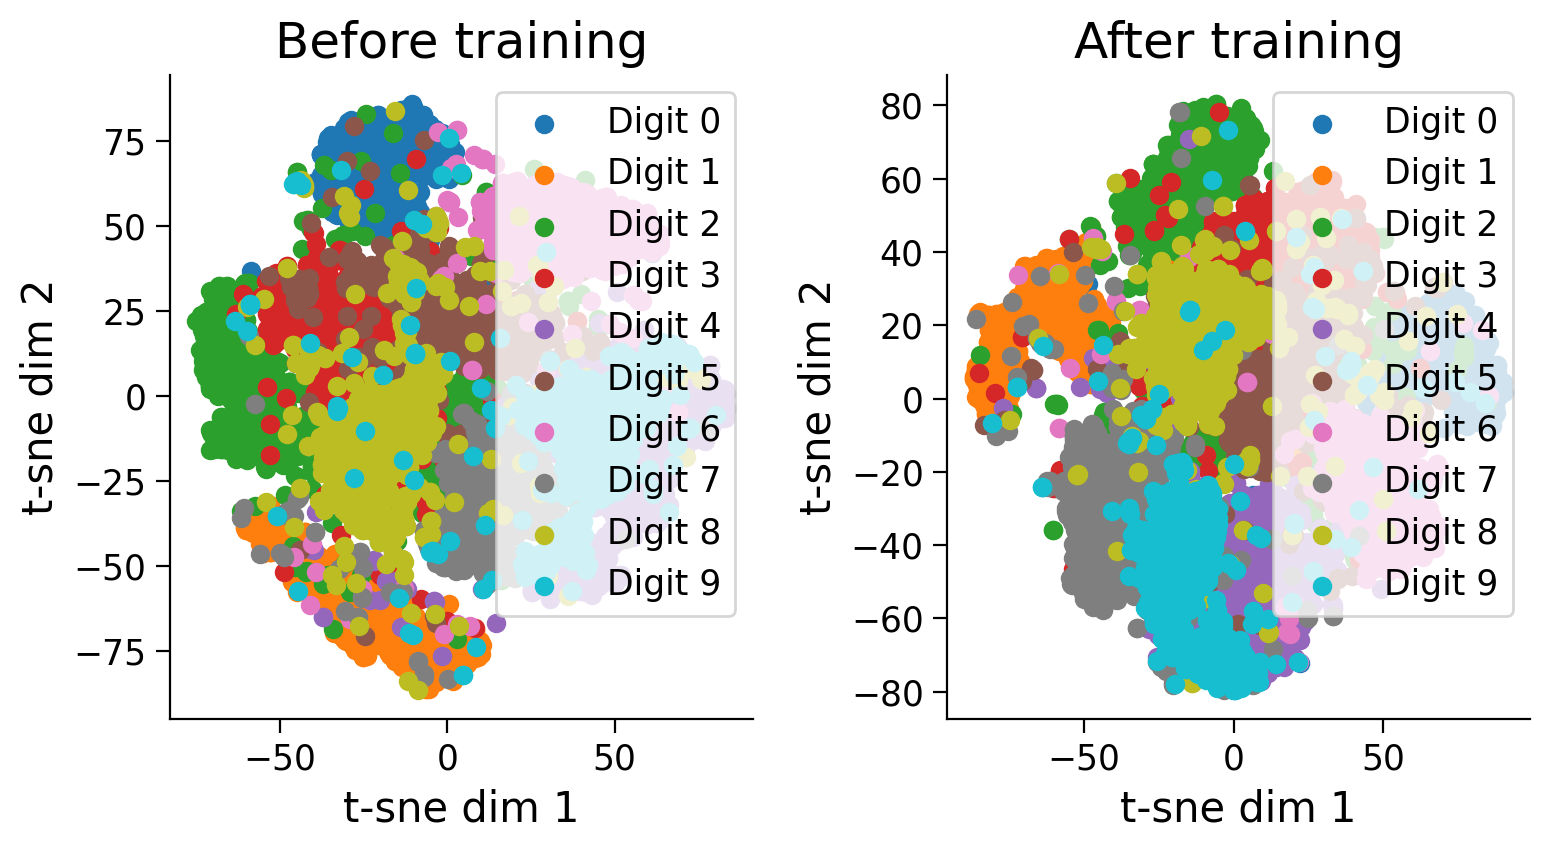 Before training
75
50
25
0
−25
−50
−75
−50
0
50
t-sne dim 2
t-sne dim 1
Digit 0
Digit 1
Digit 2
Digit 3
Digit 4
Digit 5
Digit 6
Digit 7
Digit 8
Digit 9
After training
80
60
40
20
0
−20
−40
−60
−80
−50
0
50
t-sne dim 2
t-sne dim 1
Digit 0
Digit 1
Digit 2
Digit 3
Digit 4
Digit 5
Digit 6
Digit 7
Digit 8
Digit 9